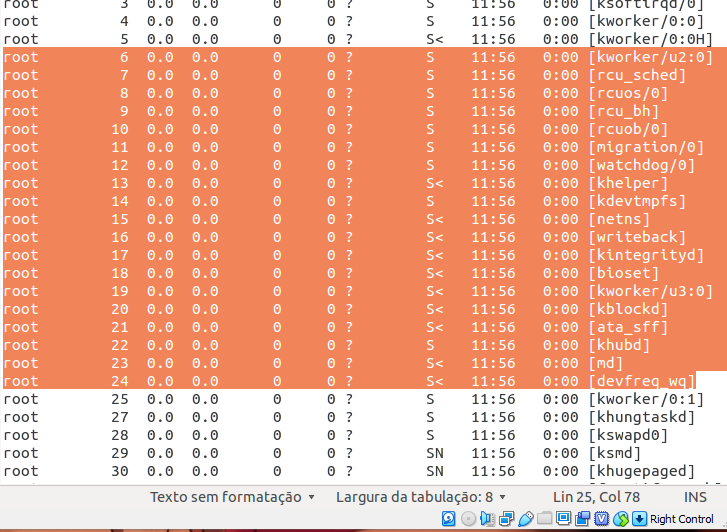 root 3 0.0 0.0 0 0 ? S 11:56 0:00 [ksoftirqd/0]
root 4 0.0 0.0 0 0 ? S 11:56 0:00 [kworker/0:0]
root 5 0.0 0.0 0 0 ? S< 11:56 0:00 [kworker/0:0H]
root 6 0.0 0.0 0 0 ? S 11:56 0:00 [kworker/u2:0]
root 7 0.0 0.0 0 0 ? S 11:56 0:00 [rcu_sched]
root 8 0.0 0.0 0 0 ? S 11:56 0:00 [rcuos/0]
root 9 0.0 0.0 0 0 ? S 11:56 0:00 [rcu_bh]
root 10 0.0 0.0 0 0 ? S 11:56 0:00 [rcuob/0]
root 11 0.0 0.0 0 0 ? S 11:56 0:00 [migration/0]
root 12 0.0 0.0 0 0 ? S 11:56 0:00 [watchdog/0]
root 13 0.0 0.0 0 0 ? S< 11:56 0:00 [khelper]
root 14 0.0 0.0 0 0 ? S 11:56 0:00 [kdevtmpfs]
root 15 0.0 0.0 0 0 ? S< 11:56 0:00 [netns]
root 16 0.0 0.0 0 0 ? S< 11:56 0:00 [writeback]
root 17 0.0 0.0 0 0 ? S< 11:56 0:00 [kintegrityd]
root 18 0.0 0.0 0 0 ? S< 11:56 0:00 [bioset]
root 19 0.0 0.0 0 0 ? S< 11:56 0:00 [kworker/u3:0]
root 20 0.0 0.0 0 0 ? S< 11:56 0:00 [kblockd]
root 21 0.0 0.0 0 0 ? S< 11:56 0:00 [ata_sff]
root 22 0.0 0.0 0 0 ? S 11:56 0:00 [khubd]
root 23 0.0 0.0 0 0 ? S< 11:56 0:00 [md]
root 24 0.0 0.0 0 0 ? S< 11:56 0:00 [devfreq_wq]
root 25 0.0 0.0 0 0 ? S 11:56 0:00 [kworker/0:1]
root 27 0.0 0.0 0 0 ? S 11:56 0:00 [khungtaskd]
root 28 0.0 0.0 0 0 ? S 11:56 0:00 [kswapd0]
root 29 0.0 0.0 0 0 ? SN 11:56 0:00 [ksmd]
root 30 0.0 0.0 0 0 ? SN 11:56 0:00 [khugepaged]
Texto sem formatação Largura da tabulação: 8 Lin 25, Col 78 INS
Right Control